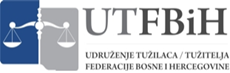 UTFBiH
UDRUŽENJE TUŽILACA / TUŽITELJA
FEDERACIJE BOSNE I HERCEGOVINE